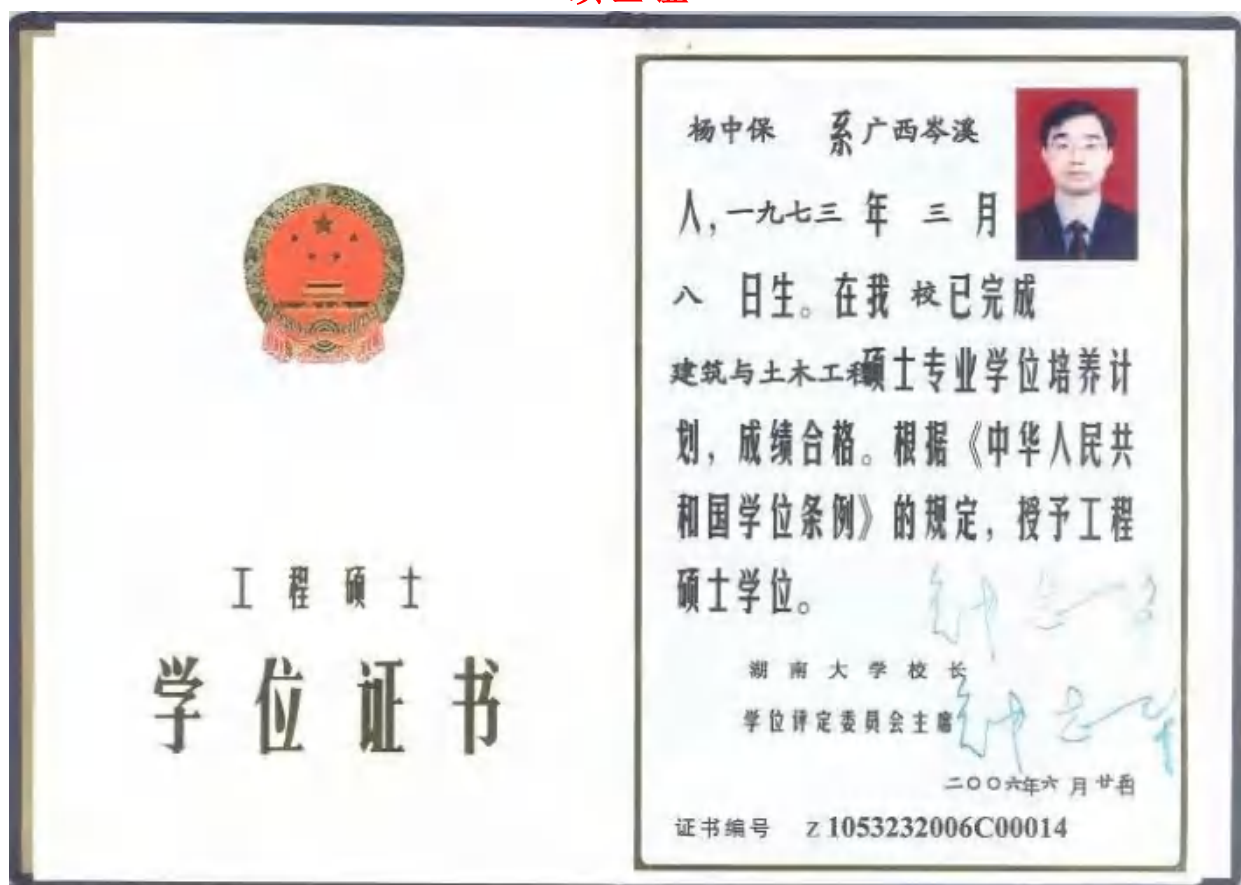 工程硕士
学位证书
杨中保 系广西岑溪
人,一九七三年 三月
八 日生。在我校已完成
建筑与土木工程硕士专业学位培养计
划,成绩合格。根据《中华人民共
和国学位条例》的规定,授予工程
硕士学位。
湖南大学校长
学位评定委员会主席
二〇〇六年六月廿
证书编号 Z 1053232006C00014